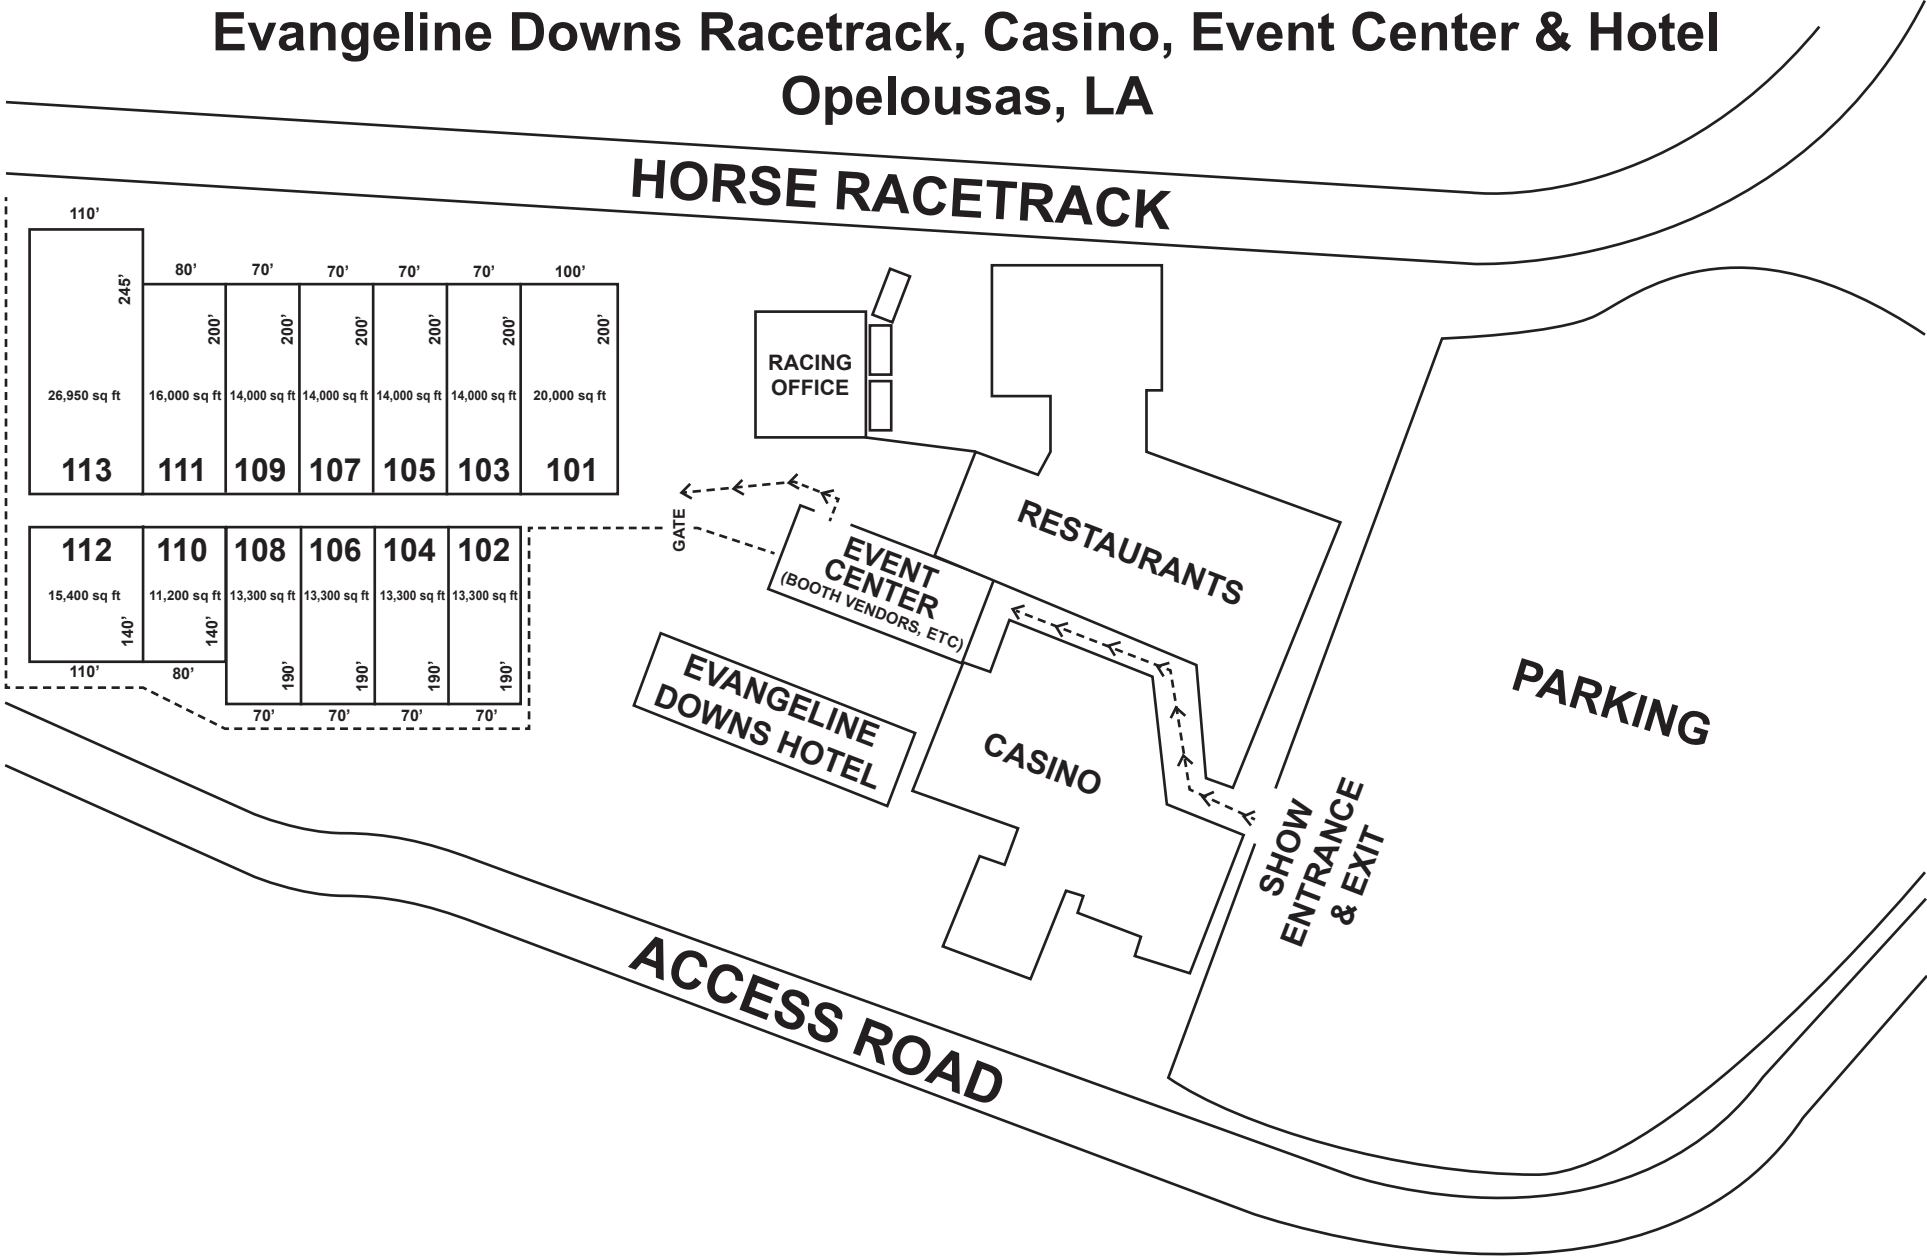 Evangeline Downs Racetrack, Casino, Event Center & Hotel
Opelousas, LA
HORSE RACETRACK
110’
245’
26,950 sq ft
113
80’
200’
16,000 sq ft
111
70’
200’
14,000 sq ft
109
70’
200’
14,000 sq ft
107
70’
200’
14,000 sq ft
105
70’
200’
14,000 sq ft
103
100’
200’
20,000 sq ft
101
112
15,400 sq ft
140’
110’
110
11,200 sq ft
140’
80’
108
13,300 sq ft
190’
70’
106
13,300 sq ft
190’
70’
104
13,300 sq ft
190’
70’
102
13,300 sq ft
190’
70’
RACING
OFFICE
GATE
EVENT
CENTER
(BOOTH VENDORS, ETC)
RESTAURANTS
EVANGELINE
DOWNS HOTEL
CASINO
SHOW
ENTRANCE
& EXIT
PARKING
ACCESS ROAD